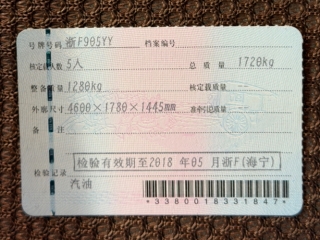 号牌号码 浙F905YY 档案编号
核定载人数 5人 总质量 1720kg
整备质量 1280kg 核定载质量
外廓尺寸 4600×1780×1445mm 准牵引总质量
备注
检验有效期至2018年05月浙F(海宁)
检验记录
汽油
*3380018331847*